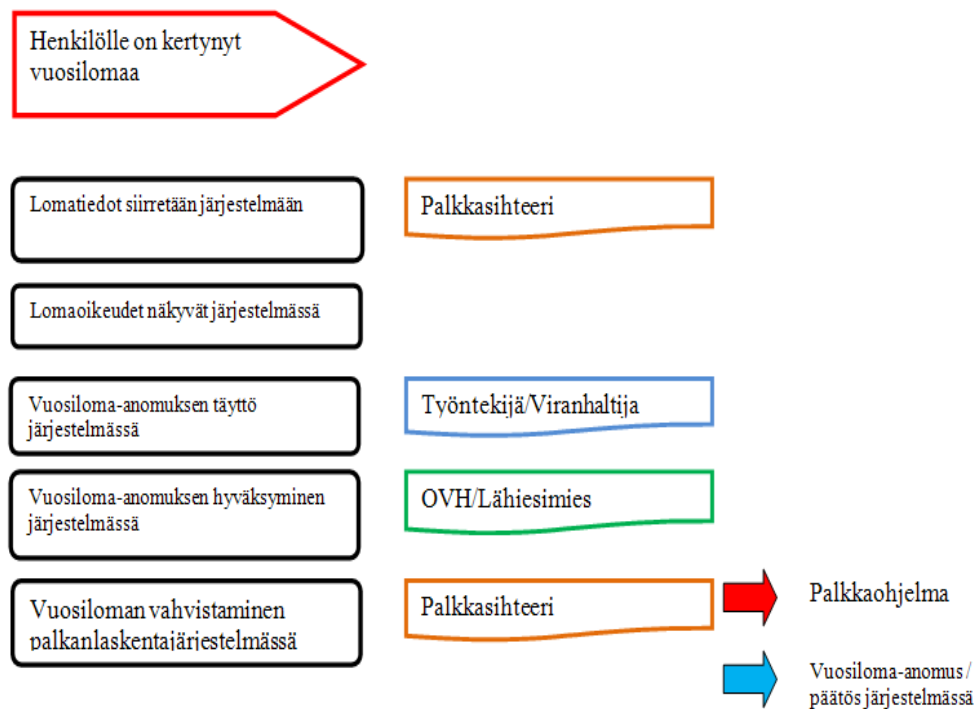 Henkilölle on kertynyt
vuosilomaa
Lomatiedot siirretään järjestelmään
Palkkasihteeri
Lomaoikeudet näkyvät järjestelmässä
Vuosiloma-anomuksen täyttö
järjestelmässä
Työntekijä/Viranhaltija
Vuosiloma-anomuksen hyväksyminen
järjestelmässä
OVH/Lähiesimies
Vuosiloman vahvistaminen
palkanlaskentajärjestelmässä
Palkkasihteeri
Palkkaohjelma
Vuosiloma-anomus /
päätös järjestelmässä